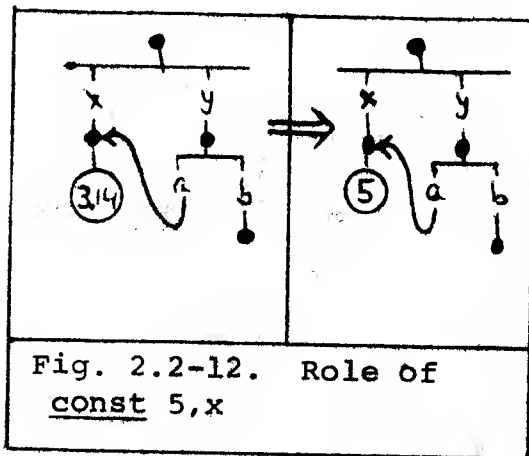 x y
3.14 a b
x y
5 a b
Fig. 2.2-12. Role of
const 5,x